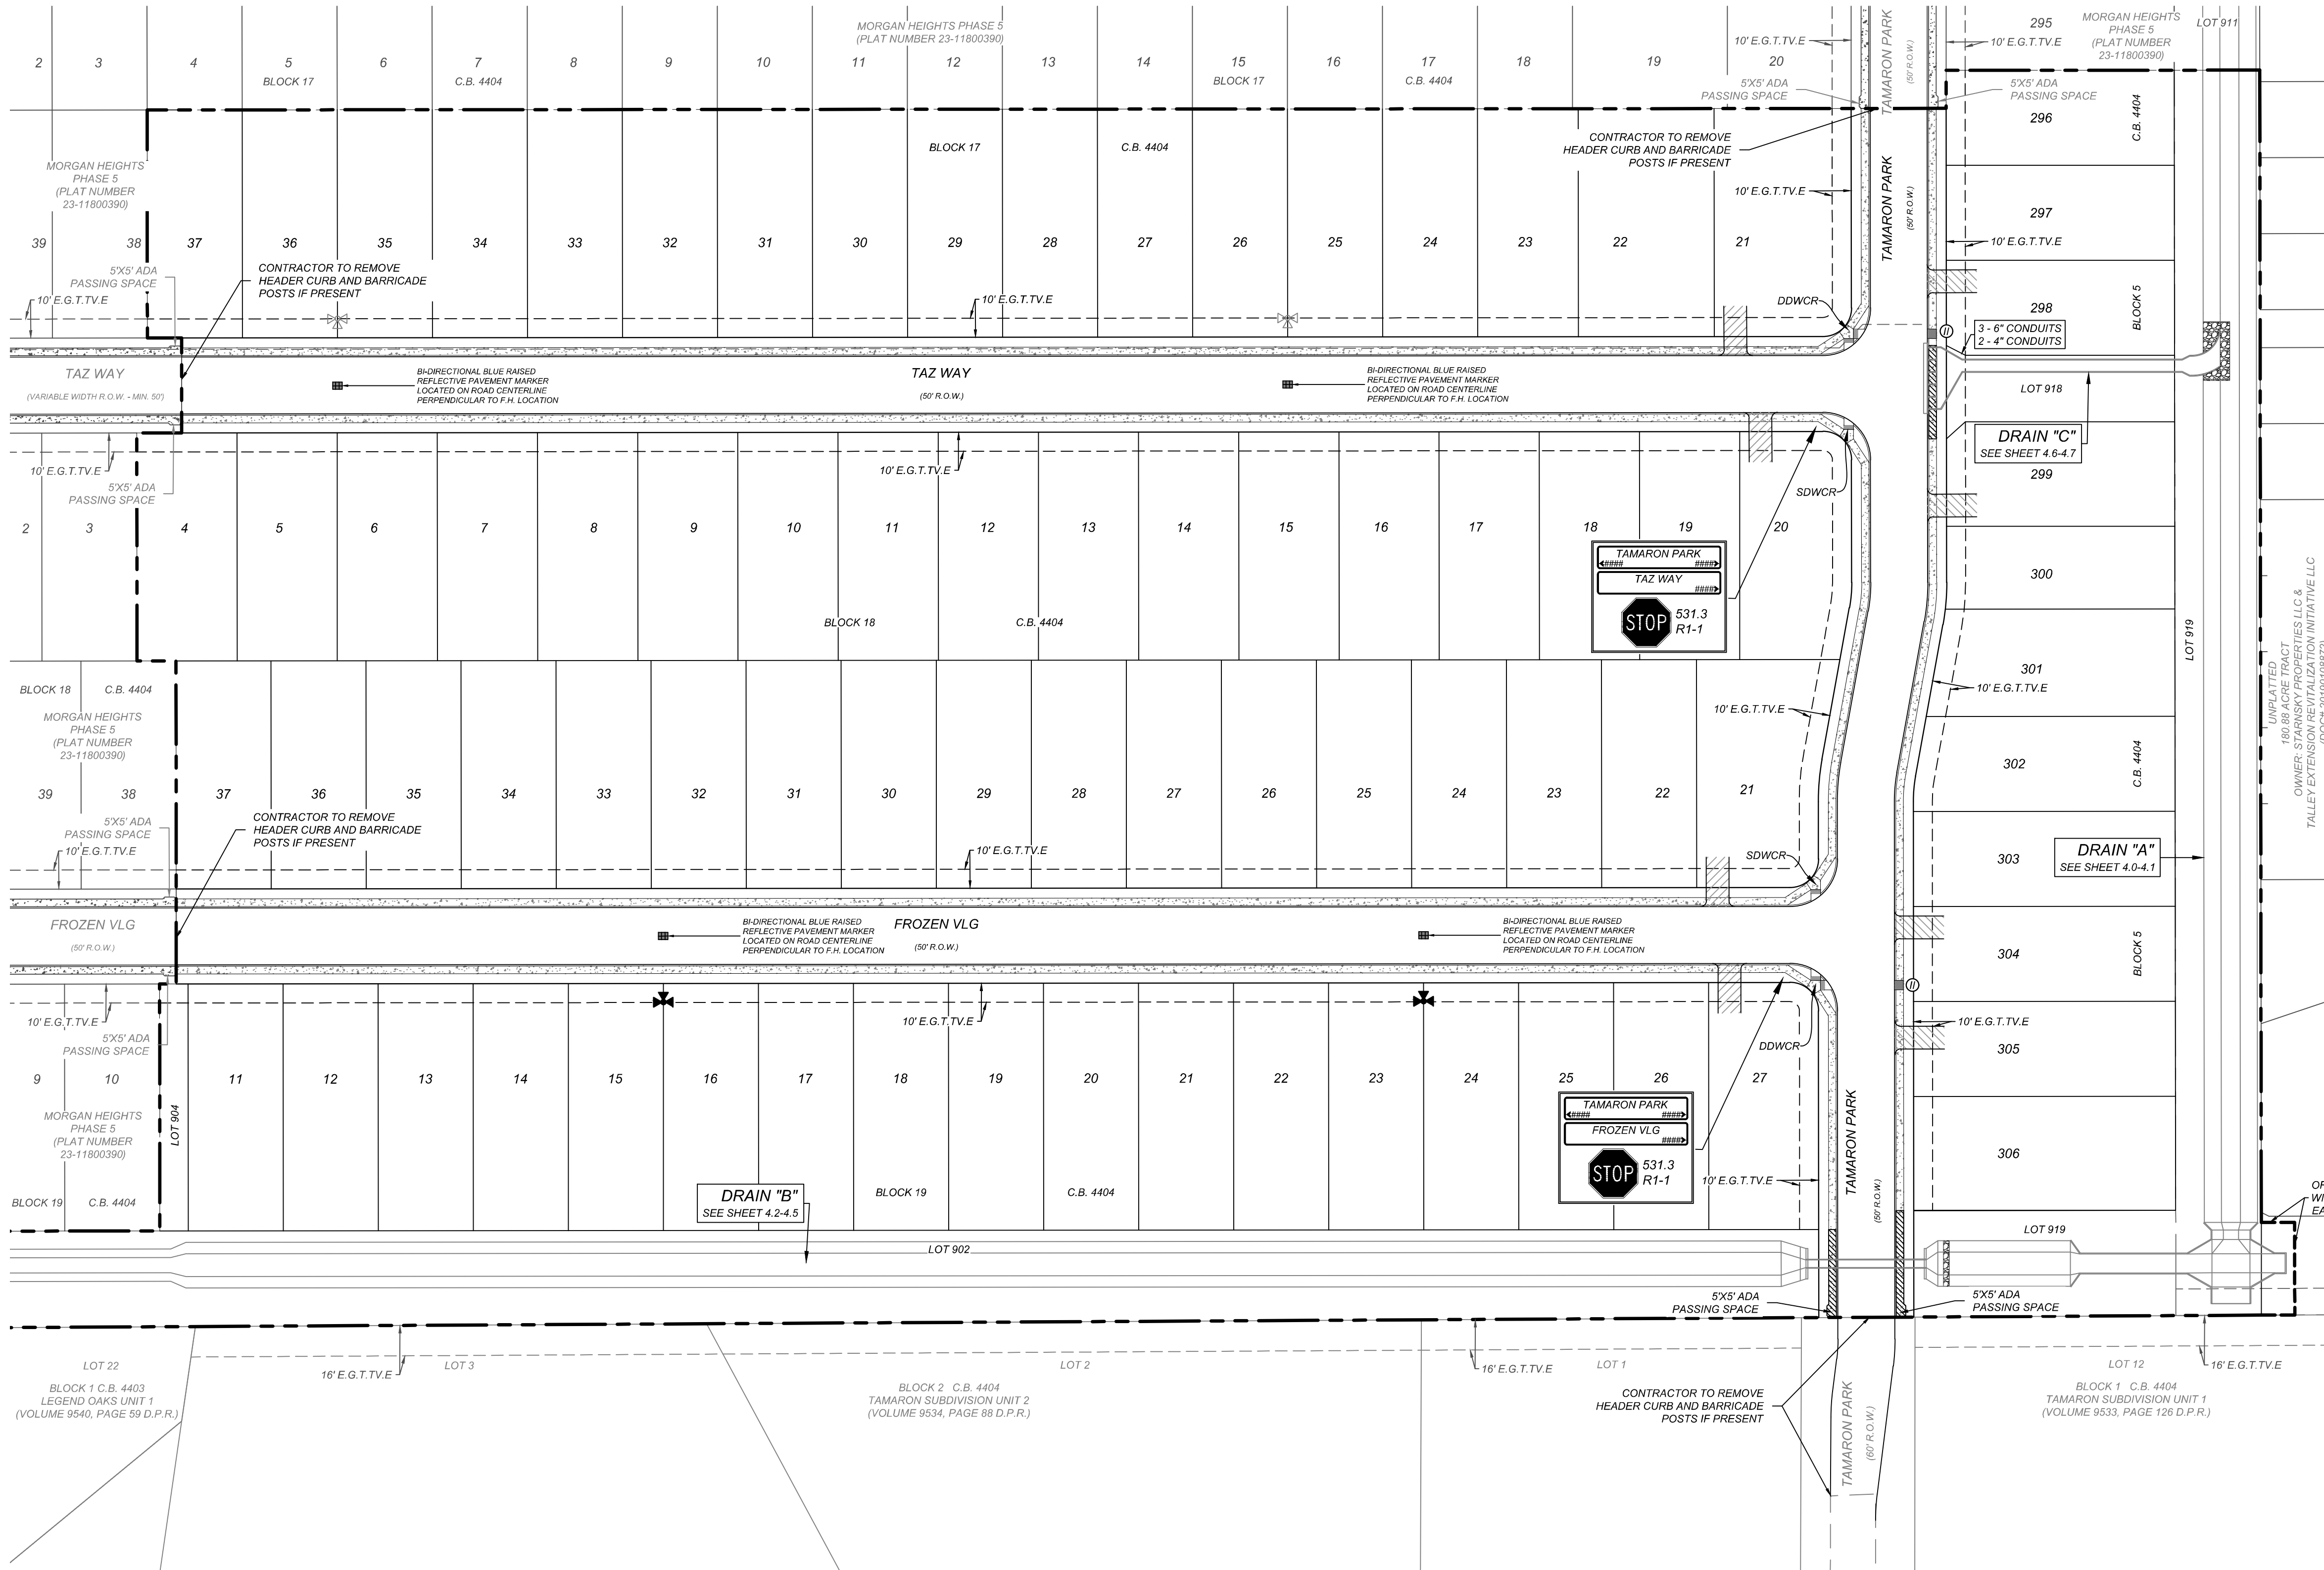 MORGAN HEIGHTS PHASE 5
(PLAT NUMBER 23-11800390)
2 3 4 5 6 7 8 9 10 11 12 13 14 15 16 17 18 19 20
BLOCK 17
C.B. 4404
BLOCK 17
C.B. 4404
10' E.G.T.TV.E
5'X5' ADA
PASSING SPACE
TAMARON PARK
(50' R.O.W.)
295
10' E.G.T.TV.E
MORGAN HEIGHTS
PHASE 5
(PLAT NUMBER
23-11800390)
LOT 911
5'X5' ADA
PASSING SPACE
296
C.B. 4404
MORGAN HEIGHTS
PHASE 5
(PLAT NUMBER
23-11800390)
BLOCK 17
C.B. 4404
CONTRACTOR TO REMOVE
HEADER CURB AND BARRICADE
POSTS IF PRESENT
10' E.G.T.TV.E
TAMARON PARK
(50' R.O.W.)
297
10' E.G.T.TV.E
39 38 37 36 35 34 33 32 31 30 29 28 27 26 25 24 23 22 21
5'X5' ADA
PASSING SPACE
10' E.G.T.TV.E
CONTRACTOR TO REMOVE
HEADER CURB AND BARRICADE
POSTS IF PRESENT
10' E.G.T.TV.E
DDWCR
298
BLOCK 5
3 - 6" CONDUITS
2 - 4" CONDUITS
TAZ WAY
(VARIABLE WIDTH R.O.W. - MIN. 50')
BI-DIRECTIONAL BLUE RAISED
REFLECTIVE PAVEMENT MARKER
LOCATED ON ROAD CENTERLINE
PERPENDICULAR TO F.H. LOCATION
TAZ WAY
(50' R.O.W.)
BI-DIRECTIONAL BLUE RAISED
REFLECTIVE PAVEMENT MARKER
LOCATED ON ROAD CENTERLINE
PERPENDICULAR TO F.H. LOCATION
LOT 918
DRAIN "C"
SEE SHEET 4.6-4.7
299
10' E.G.T.TV.E
5'X5' ADA
PASSING SPACE
10' E.G.T.TV.E
SDWCR
2 3 4 5 6 7 8 9 10 11 12 13 14 15 16 17 18 19 20
TAMARON PARK
#### ####
TAZ WAY
####
STOP
531.3
R1-1
300
BLOCK 18
C.B. 4404
LOT 919
UNPLATTED
180.88 ACRE TRACT
OWNER: STARNSKY PROPERTIES LLC &
TALLEY EXTENSION REVITALIZATION INITIATIVE LLC
BLOCK 18
C.B. 4404
MORGAN HEIGHTS
PHASE 5
(PLAT NUMBER
23-11800390)
10' E.G.T.TV.E
301
10' E.G.T.TV.E
302
C.B. 4404
39 38 37 36 35 34 33 32 31 30 29 28 27 26 25 24 23 22 21
5'X5' ADA
PASSING SPACE
10' E.G.T.TV.E
CONTRACTOR TO REMOVE
HEADER CURB AND BARRICADE
POSTS IF PRESENT
10' E.G.T.TV.E
SDWCR
303
DRAIN "A"
SEE SHEET 4.0-4.1
FROZEN VLG
(50' R.O.W.)
BI-DIRECTIONAL BLUE RAISED
REFLECTIVE PAVEMENT MARKER
LOCATED ON ROAD CENTERLINE
PERPENDICULAR TO F.H. LOCATION
FROZEN VLG
(50' R.O.W.)
BI-DIRECTIONAL BLUE RAISED
REFLECTIVE PAVEMENT MARKER
LOCATED ON ROAD CENTERLINE
PERPENDICULAR TO F.H. LOCATION
304
BLOCK 5
10' E.G.T.TV.E
5'X5' ADA
PASSING SPACE
10' E.G.T.TV.E
DDWCR
10' E.G.T.TV.E
305
9 10 11 12 13 14 15 16 17 18 19 20 21 22 23 24 25 26 27
MORGAN HEIGHTS
PHASE 5
(PLAT NUMBER
23-11800390)
LOT 904
TAMARON PARK
#### ####
FROZEN VLG
####
STOP
531.3
R1-1
10' E.G.T.TV.E
TAMARON PARK
(50' R.O.W.)
306
BLOCK 19
C.B. 4404
DRAIN "B"
SEE SHEET 4.2-4.5
BLOCK 19
C.B. 4404
LOT 902
LOT 919
5'X5' ADA
PASSING SPACE
5'X5' ADA
PASSING SPACE
LOT 22
BLOCK 1 C.B. 4403
LEGEND OAKS UNIT 1
(VOLUME 9540, PAGE 59 D.P.R.)
16' E.G.T.TV.E
LOT 3
LOT 2
BLOCK 2 C.B. 4404
TAMARON SUBDIVISION UNIT 2
(VOLUME 9534, PAGE 88 D.P.R.)
16' E.G.T.TV.E
LOT 1
CONTRACTOR TO REMOVE
HEADER CURB AND BARRICADE
POSTS IF PRESENT
TAMARON PARK
(60' R.O.W.)
LOT 12
16' E.G.T.TV.E
BLOCK 1 C.B. 4404
TAMARON SUBDIVISION UNIT 1
(VOLUME 9533, PAGE 126 D.P.R.)